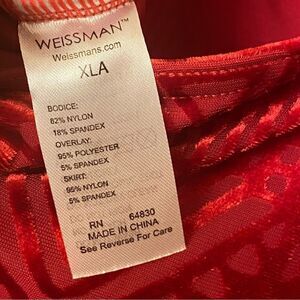 WEISSMAN™
Weissmans.com
XLA
BODICE:
82% NYLON
18% SPANDEX
OVERLAY:
95% POLYESTER
5% SPANDEX
SKIRT:
95% NYLON
5% SPANDEX
RN 64830
MADE IN CHINA
See Reverse For Care